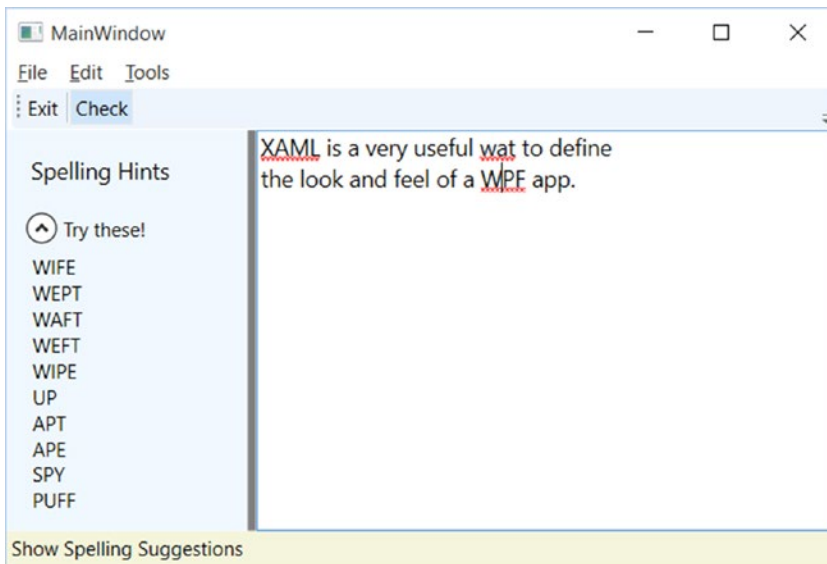 MainWindow
File Edit Tools
Exit Check
Spelling Hints
Try these!
WIFE
WEPT
WAFT
WEFT
WIPE
UP
APT
APE
SPY
PUFF
XAML is a very useful wat to define
the look and feel of a WPF app.
Show Spelling Suggestions